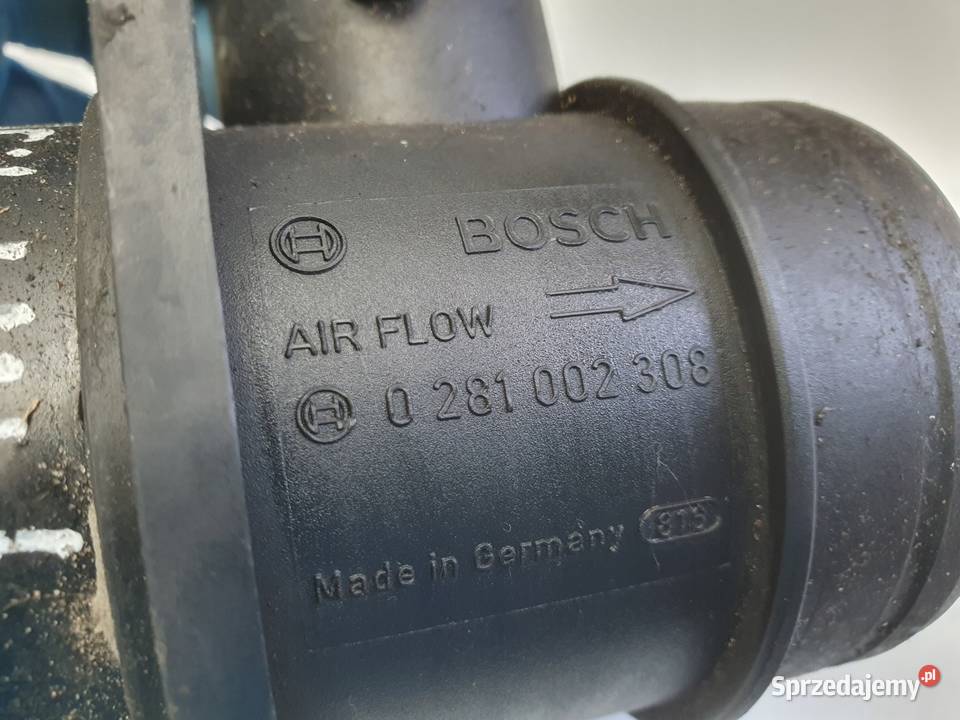 BOSCH
AIR FLOW
0 281 002 308
Made in Germany
Sprzedajemy.pl